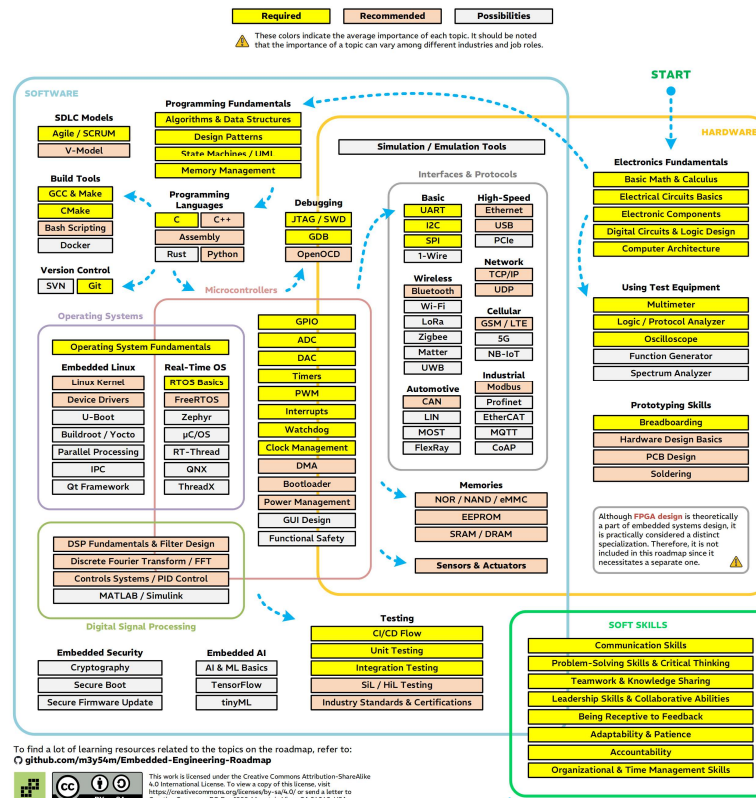 Required
Recommended
Possibilities
These colors indicate the average importance of each topic. It should be noted
that the importance of a topic can vary among different industries and job roles.
START
SOFTWARE
SDLC Models
Agile / SCRUM
V-Model
Programming Fundamentals
Algorithms & Data Structures
Design Patterns
State Machines / UML
Memory Management
HARDWARE
Simulation / Emulation Tools
Electronics Fundamentals
Basic Math & Calculus
Electrical Circuits Basics
Electronic Components
Digital Circuits & Logic Design
Computer Architecture
Build Tools
GCC & Make
CMake
Bash Scripting
Docker
Programming
Languages
C
C++
Assembly
Rust
Python
Debugging
JTAG / SWD
GDB
OpenOCD
Version Control
SVN
Git
Interfaces & Protocols
Basic
UART
I2C
SPI
1-Wire
High-Speed
Ethernet
USB
PCIe
Wireless
Bluetooth
Wi-Fi
LoRa
Zigbee
Matter
UWB
Network
TCP/IP
UDP
Cellular
GSM / LTE
5G
NB-IoT
Automotive
CAN
LIN
MOST
FlexRay
Industrial
Modbus
Profinet
EtherCAT
MQTT
CoAP
Using Test Equipment
Multimeter
Logic / Protocol Analyzer
Oscilloscope
Function Generator
Spectrum Analyzer
Microcontrollers
GPIO
ADC
DAC
Timers
PWM
Interrupts
Watchdog
Clock Management
DMA
Bootloader
Power Management
GUI Design
Functional Safety
Operating Systems
Operating System Fundamentals
Embedded Linux
Linux Kernel
Device Drivers
U-Boot
Buildroot / Yocto
Parallel Processing
IPC
Qt Framework
Real-Time OS
RTOS Basics
FreeRTOS
Zephyr
µC/OS
RT-Thread
QNX
ThreadX
Prototyping Skills
Breadboarding
Hardware Design Basics
PCB Design
Soldering
Memories
NOR / NAND / eMMC
EEPROM
SRAM / DRAM
Sensors & Actuators
Although FPGA design is theoretically
a part of embedded systems design, it
is practically considered a distinct
specialization. Therefore, it is not
included in this roadmap since it
necessitates a separate one.
DSP Fundamentals & Filter Design
Discrete Fourier Transform / FFT
Controls Systems / PID Control
MATLAB / Simulink
Digital Signal Processing
Embedded Security
Cryptography
Secure Boot
Secure Firmware Update
Embedded AI
AI & ML Basics
TensorFlow
tinyML
Testing
CI/CD Flow
Unit Testing
Integration Testing
SiL / HiL Testing
Industry Standards & Certifications
SOFT SKILLS
Communication Skills
Problem-Solving Skills & Critical Thinking
Teamwork & Knowledge Sharing
Leadership Skills & Collaborative Abilities
Being Receptive to Feedback
Adaptability & Patience
Accountability
Organizational & Time Management Skills
To find a lot of learning resources related to the topics on the roadmap, refer to:
github.com/m3y54m/Embedded-Engineering-Roadmap
cc
This work is licensed under the Creative Commons Attribution-ShareAlike
4.0 International License. To view a copy of this license, visit
https://creativecommons.org/licenses/by-sa/4.0/ or send a letter to